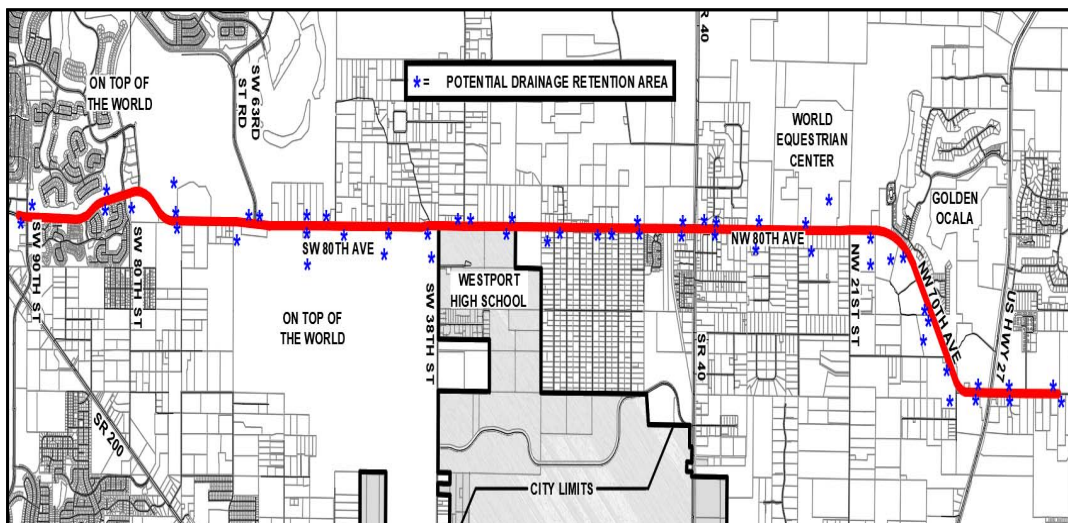 ON TOP OF
THE WORLD
SW 63RD
ST RD
SR 40
* = POTENTIAL DRAINAGE RETENTION AREA
WORLD
EQUESTRIAN
CENTER
GOLDEN
OCALA
SW 90TH ST
SW 80TH ST
SW 80TH AVE
NW 80TH AVE
NW 70TH AVE
ON TOP OF
THE WORLD
SW 38TH ST
WESTPORT
HIGH SCHOOL
SR 40
NW 21ST ST
US HWY 27
SR 200
CITY LIMITS